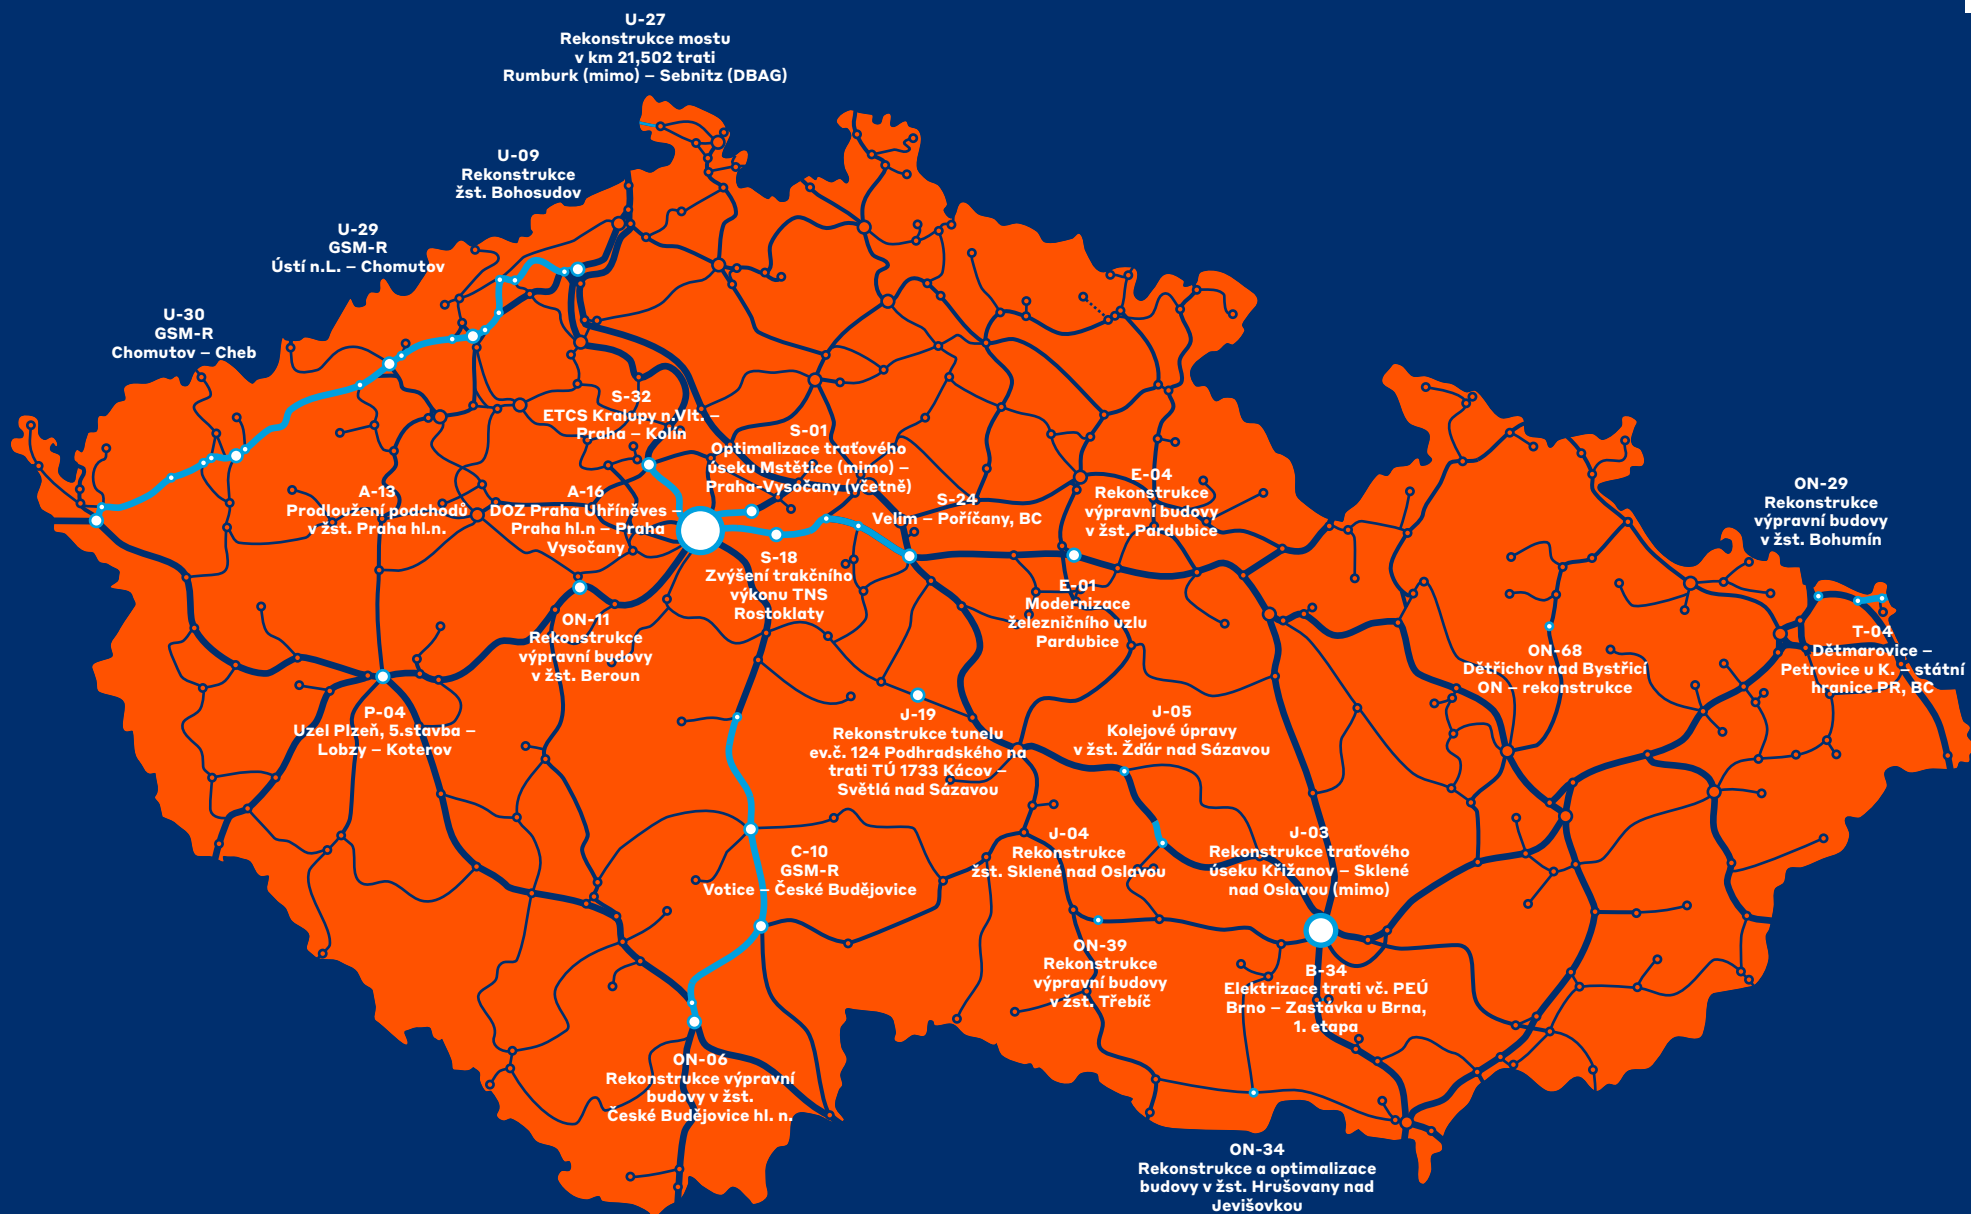 U-27
Rekonstrukce mostu
v km 21,502 trati
Rumburk (mimo) – Sebnitz (DBAG)
U-09
Rekonstrukce
žst. Bohosudov
U-29
GSM-R
Ústí n.L. – Chomutov
U-30
GSM-R
Chomutov – Cheb
S-32
ETCS Kralupy n.Vlt. –
Praha – Kolín
S-01
Optimalizace traťového
úseku Mstětice (mimo) –
Praha-Vysočany (včetně)
A-13
Prodloužení podchodů
v žst. Praha hl.n.
A-16
DOZ Praha Uhříněves –
Praha hl.n – Praha
Vysočany
S-24
Velim – Poříčany, BC
E-04
Rekonstrukce
výpravní budovy
v žst. Pardubice
ON-29
Rekonstrukce
výpravní budovy
v žst. Bohumín
S-18
Zvýšení trakčního
výkonu TNS
Rostoklaty
E-01
Modernizace
železničního uzlu
Pardubice
ON-11
Rekonstrukce
výpravní budovy
v žst. Beroun
ON-68
Dětřichov nad Bystřicí
ON – rekonstrukce
T-04
Dětmarovice –
Petrovice u K. – státní
hranice PR, BC
P-04
Uzel Plzeň, 5.stavba –
Lobzy – Koterov
J-19
Rekonstrukce tunelu
ev.č. 124 Podhradského na
trati TÚ 1733 Kácov –
Světlá nad Sázavou
J-05
Kolejové úpravy
v žst. Žďár nad Sázavou
C-10
GSM-R
Votice – České Budějovice
J-04
Rekonstrukce
žst. Sklené nad Oslavou
J-03
Rekonstrukce traťového
úseku Křižanov – Sklené
nad Oslavou (mimo)
ON-39
Rekonstrukce
výpravní budovy
v žst. Třebíč
B-34
Elektrizace trati vč. PEÚ
Brno – Zastávka u Brna,
1. etapa
ON-06
Rekonstrukce výpravní
budovy v žst.
České Budějovice hl. n.
ON-34
Rekonstrukce a optimalizace
budovy v žst. Hrušovany nad
Jevišovkou